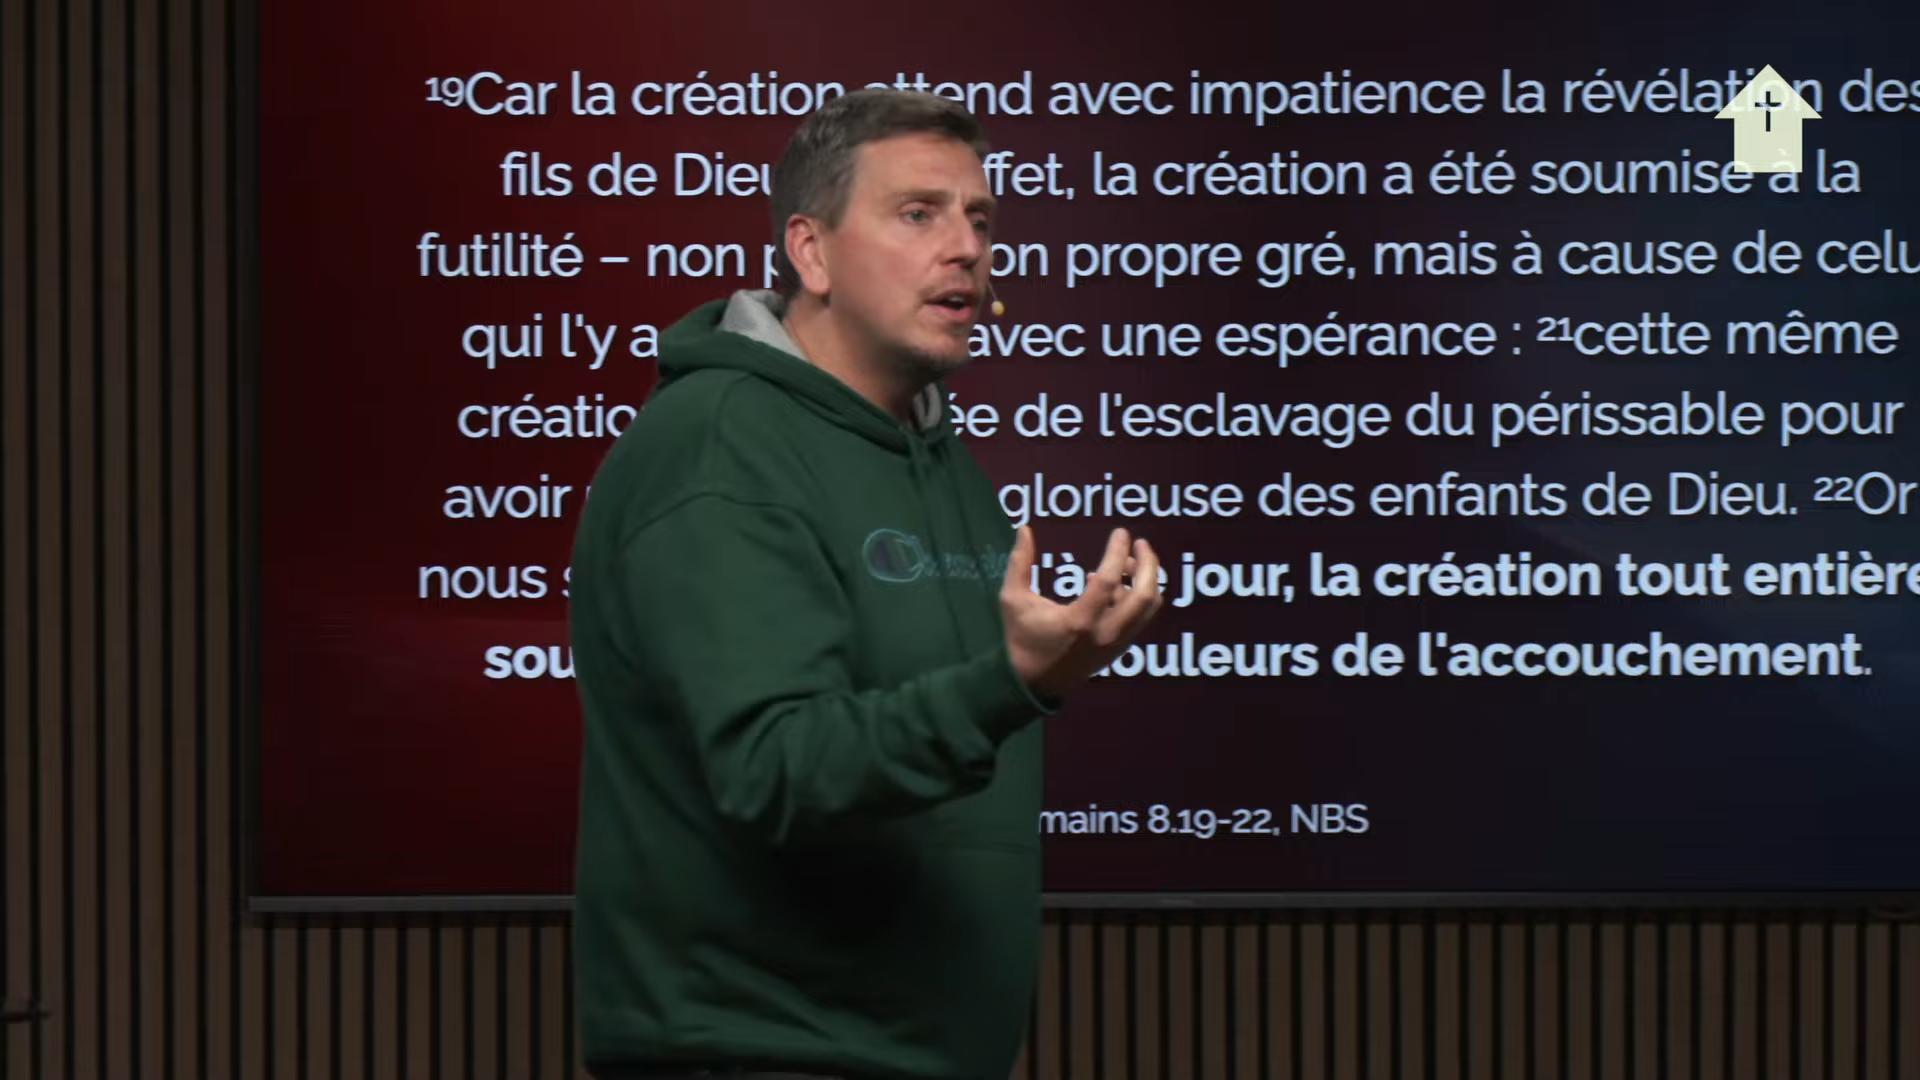 19Car la création attend avec impatience la révélation des
fils de Dieu ffet, la création a été soumise à la
futilité – non on propre gré, mais à cause de celu
qui l'y a avec une espérance : 21cette même
créatio ée de l'esclavage du périssable pour
avoir glorieuse des enfants de Dieu. 22Or
nous s u'à ce jour, la création tout entière
sou douleurs de l'accouchement.
mains 8.19-22, NBS